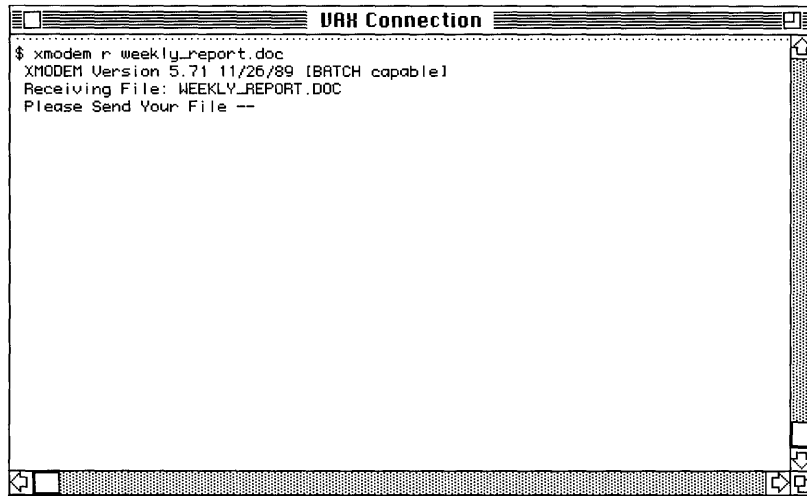 VAX Connection
$ xmodem r weekly_report.doc
XMODEM Version 5.71 11/26/89 [BATCH capable]
Receiving File: WEEKLY_REPORT.DOC
Please Send Your File --